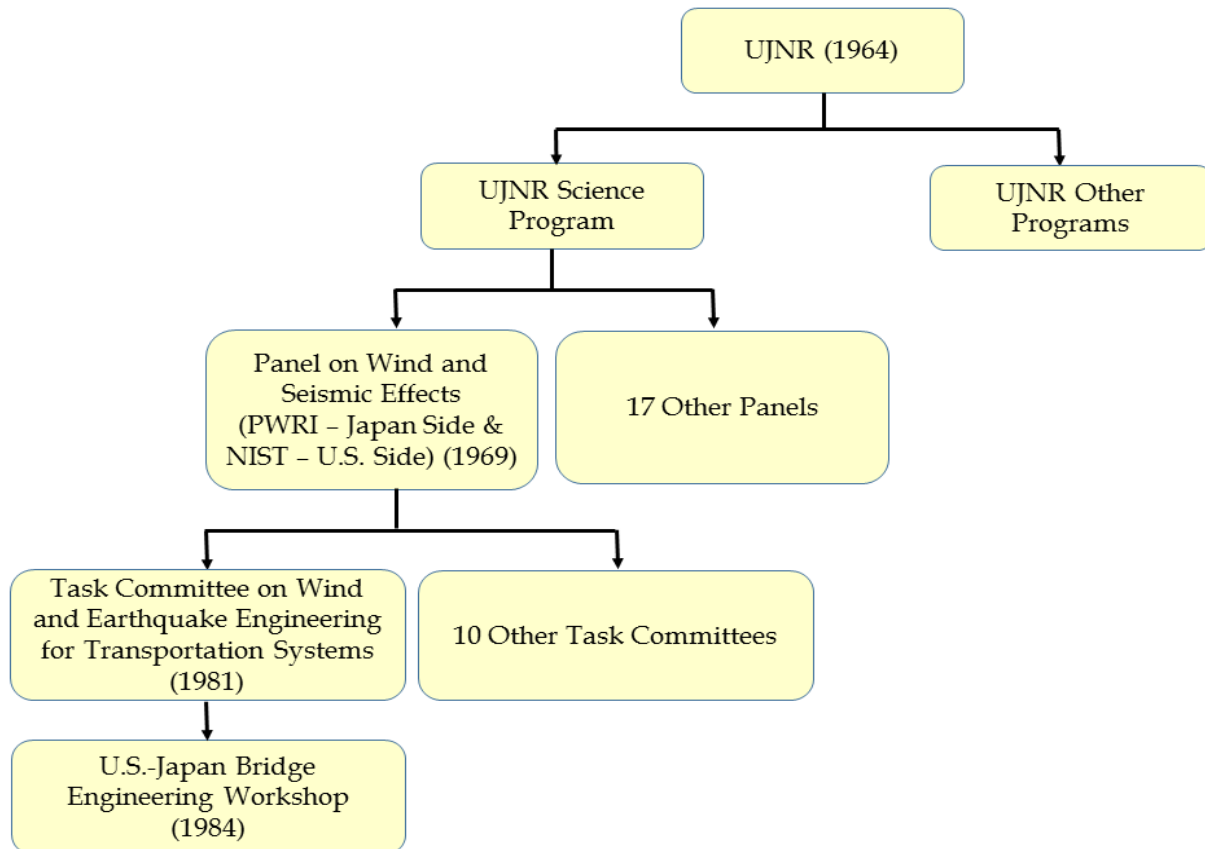 UJNR (1964)
UJNR Science
Program
UJNR Other
Programs
Panel on Wind and
Seismic Effects
(PWRI – Japan Side &
NIST – U.S. Side) (1969)
17 Other Panels
Task Committee on Wind
and Earthquake Engineering
for Transportation Systems
(1981)
10 Other Task Committees
U.S.-Japan Bridge
Engineering Workshop
(1984)